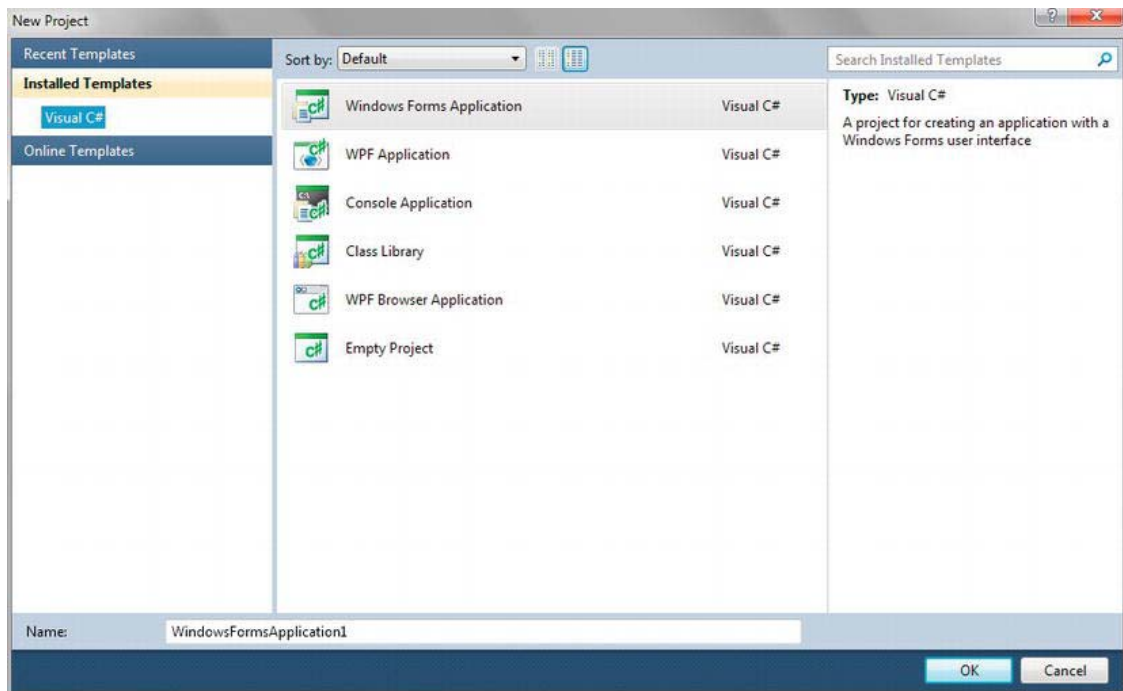 New Project
Recent Templates
Installed Templates
Visual C#
Online Templates
Sort by: Default
Windows Forms Application Visual C#
WPF Application Visual C#
Console Application Visual C#
Class Library Visual C#
WPF Browser Application Visual C#
Empty Project Visual C#
Search Installed Templates
Type: Visual C#
A project for creating an application with a
Windows Forms user interface
Name: WindowsFormsApplication1
OK Cancel